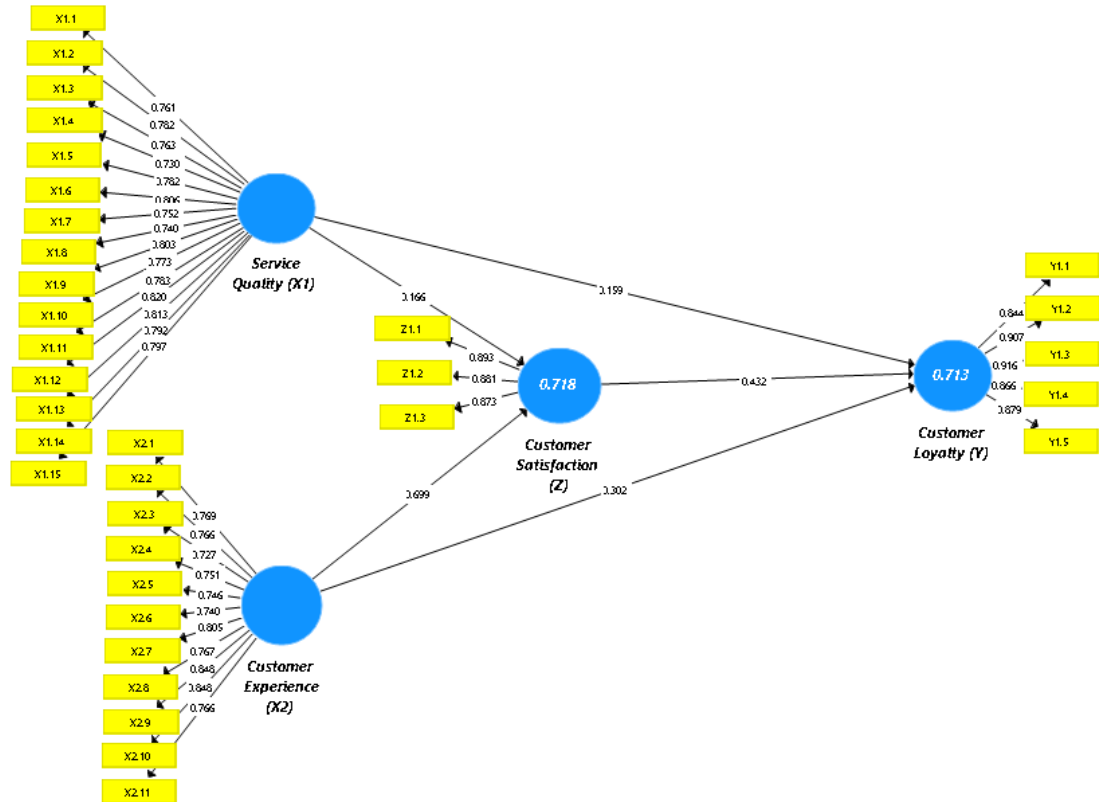 X1.1
X1.2
X1.3
X1.4
X1.5
X1.6
X1.7
X1.8
X1.9
X1.10
X1.11
X1.12
X1.13
X1.14
X1.15
0.761
0.782
0.763
0.730
0.782
0.806
0.752
0.740
0.803
0.773
0.783
0.820
0.813
0.792
0.797
Service
Quality (X1)
0.166
0.159
Z1.1
Z1.2
Z1.3
0.893
0.881
0.873
0.718
Customer
Satisfaction
(Z)
0.432
0.713
Customer
Loyalty (Y)
0.844
0.907
0.916
0.866
0.879
Y1.1
Y1.2
Y1.3
Y1.4
Y1.5
0.699
0.302
X2.1
X2.2
X2.3
X2.4
X2.5
X2.6
X2.7
X2.8
X2.9
X2.10
X2.11
0.769
0.766
0.727
0.751
0.746
0.740
0.805
0.767
0.848
0.848
0.766
Customer
Experience
(X2)